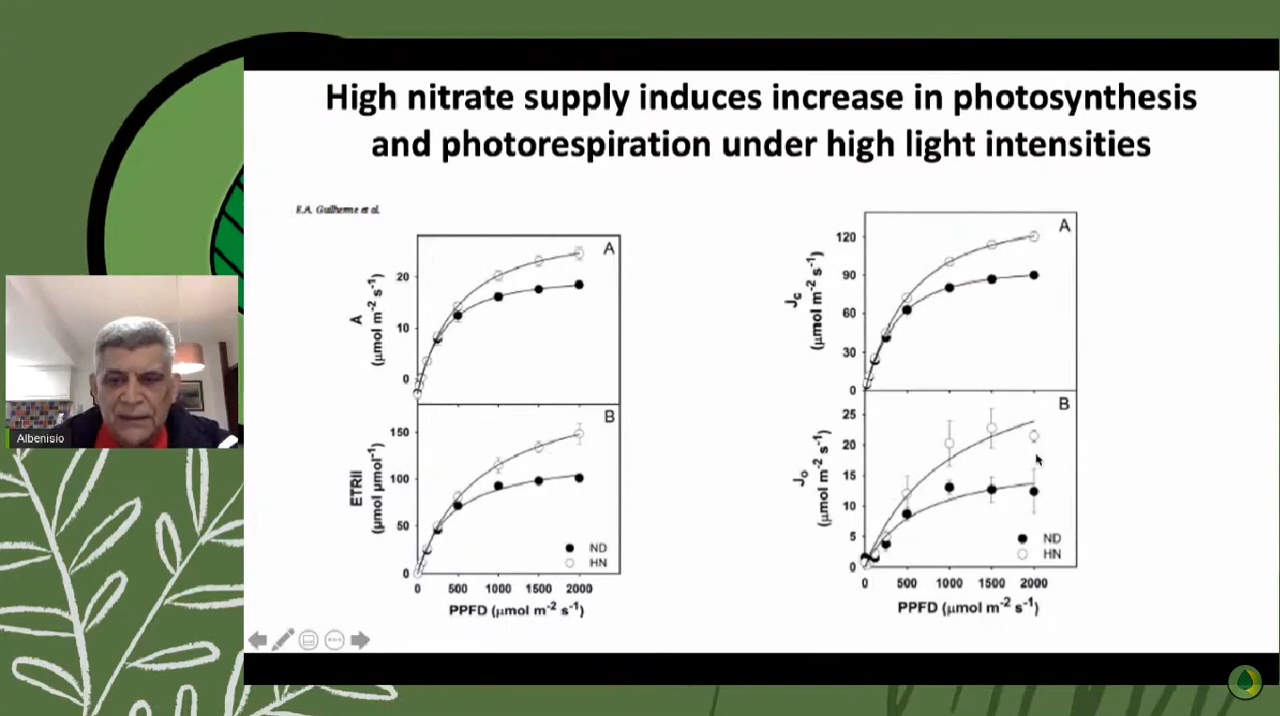 High nitrate supply induces increase in photosynthesis
and photorespiration under high light intensities
E.A. Guilherme et al.
A
A
(µmol m-2 s-1)
20
10
0
B
ETRII
(µmol µmol-1)
150
100
50
0
ND
HN
0 500 1000 1500 2000
PPFD (µmol m-2 s-1)
A
Jc
(µmol m-2 s-1)
120
90
60
30
0
B
Jo
(µmol m-2 s-1)
25
20
15
10
5
0
ND
HN
0 500 1000 1500 2000
PPFD (µmol m-2 s-1)
Albenisio